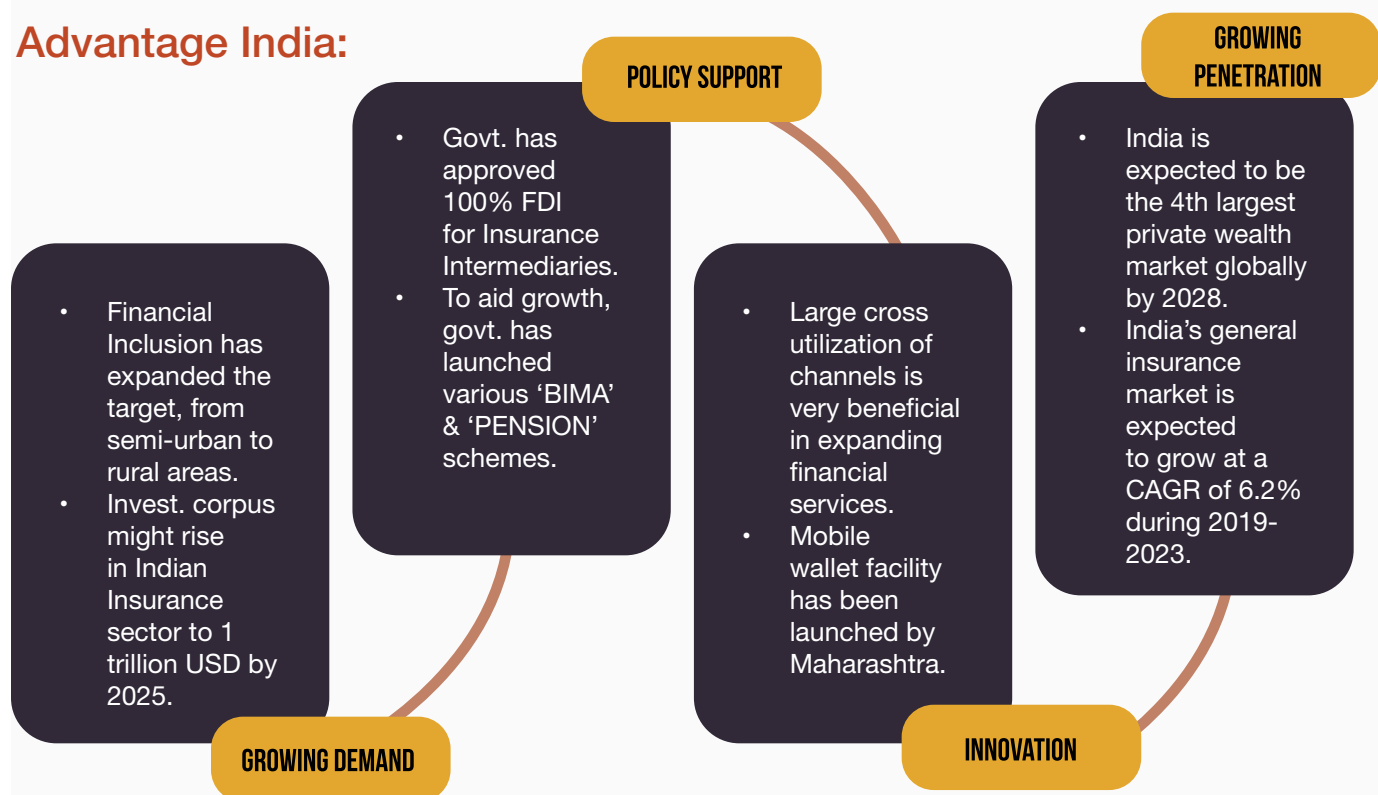 Advantage India:
Financial
Inclusion has
expanded the
target, from
semi-urban to
rural areas.
Invest. corpus
might rise
in Indian
Insurance
sector to 1
trillion USD by
2025.
GROWING DEMAND
POLICY SUPPORT
Govt. has
approved
100% FDI
for Insurance
Intermediaries.
To aid growth,
govt. has
launched
various ‘BIMA’
& ‘PENSION’
schemes.
Large cross
utilization of
channels is
very beneficial
in expanding
financial
services.
Mobile
wallet facility
has been
launched by
Maharashtra.
INNOVATION
GROWING
PENETRATION
India is
expected to be
the 4th largest
private wealth
market globally
by 2028.
India’s general
insurance
market is
expected
to grow at a
CAGR of 6.2%
during 2019-
2023.